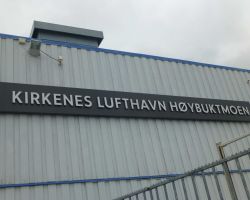 KIRKENES LUFTHAVN HØYBUKTMOEN